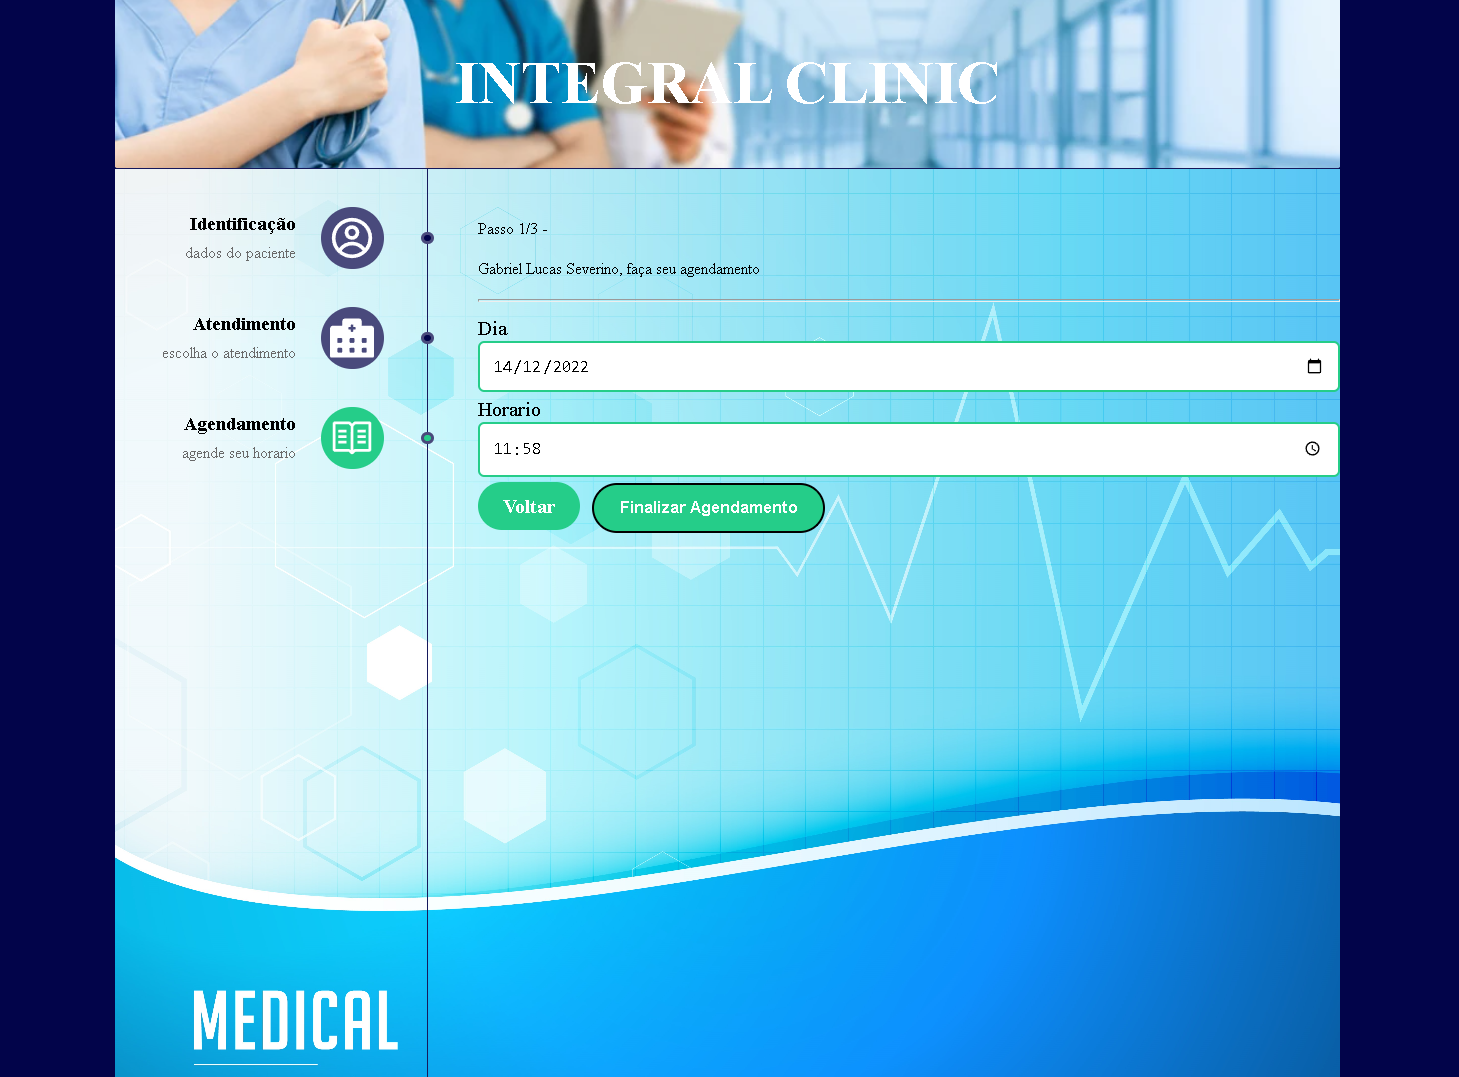 INTEGRAL CLINIC
Identificação
dados do paciente
Atendimento
escolha o atendimento
Agendamento
agende seu horario
Passo 1/3 -
Gabriel Lucas Severino, faça seu agendamento
Dia
14/12/2022
Horario
11:58
Voltar
Finalizar Agendamento
MEDICAL